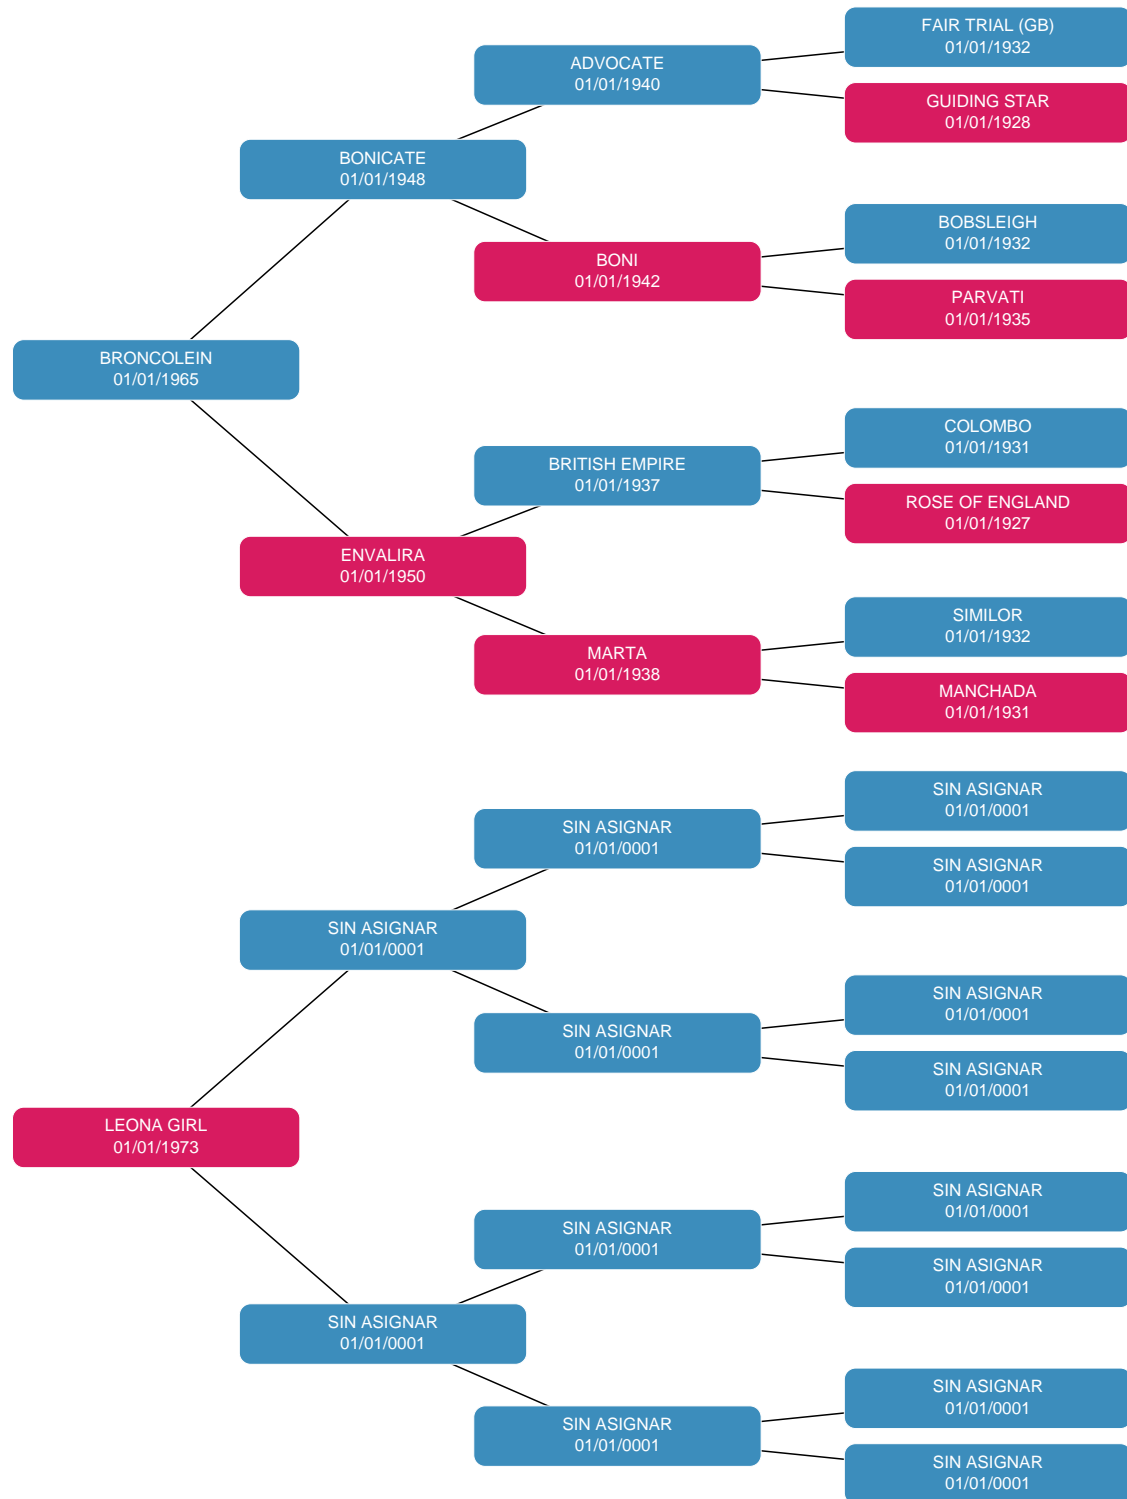 FAIR TRIAL (GB)
01/01/1932
ADVOCATE
01/01/1940
GUIDING STAR
01/01/1928
BONICATE
01/01/1948
BOBSLEIGH
01/01/1932
BONI
01/01/1942
PARVATI
01/01/1935
BRONCOLEIN
01/01/1965
COLOMBO
01/01/1931
BRITISH EMPIRE
01/01/1937
ROSE OF ENGLAND
01/01/1927
ENVALIRA
01/01/1950
SIMILOR
01/01/1932
MARTA
01/01/1938
MANCHADA
01/01/1931
SIN ASIGNAR
01/01/0001
SIN ASIGNAR
01/01/0001
SIN ASIGNAR
01/01/0001
SIN ASIGNAR
01/01/0001
SIN ASIGNAR
01/01/0001
SIN ASIGNAR
01/01/0001
SIN ASIGNAR
01/01/0001
LEONA GIRL
01/01/1973
SIN ASIGNAR
01/01/0001
SIN ASIGNAR
01/01/0001
SIN ASIGNAR
01/01/0001
SIN ASIGNAR
01/01/0001
SIN ASIGNAR
01/01/0001
SIN ASIGNAR
01/01/0001
SIN ASIGNAR
01/01/0001